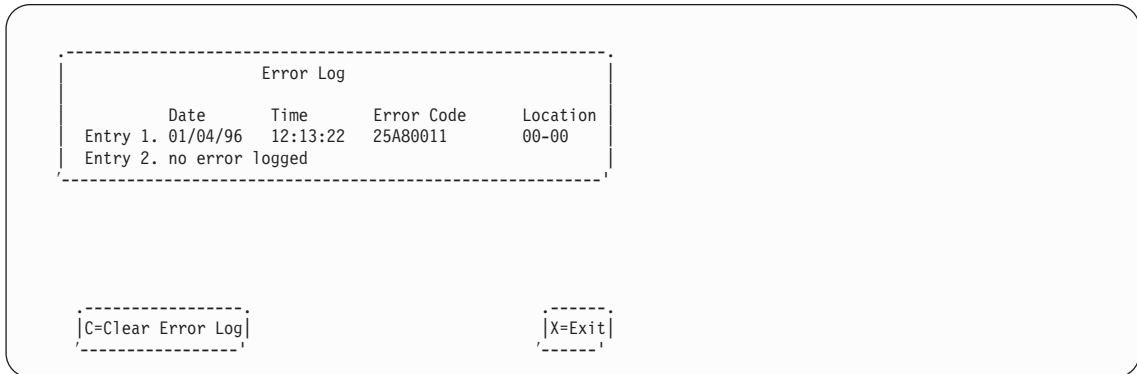 Error Log
Date Time Error Code Location
Entry 1. 01/04/96 12:13:22 25A80011 00-00
Entry 2. no error logged
C=Clear Error Log X=Exit